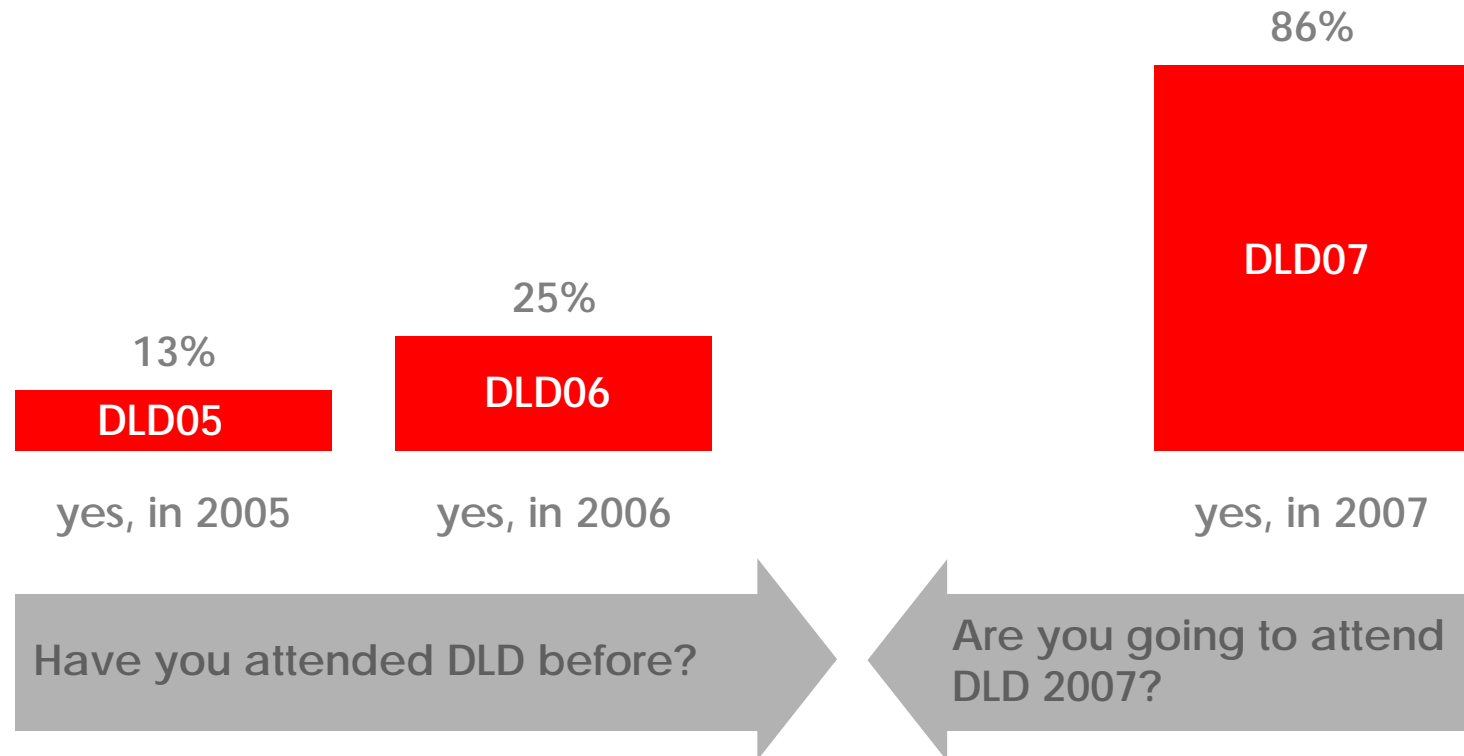 86%
DLD07
25%
13%
DLD06
DLD05
yes, in 2005
yes, in 2006
yes, in 2007
Have you attended DLD before?
Are you going to attend
DLD 2007?